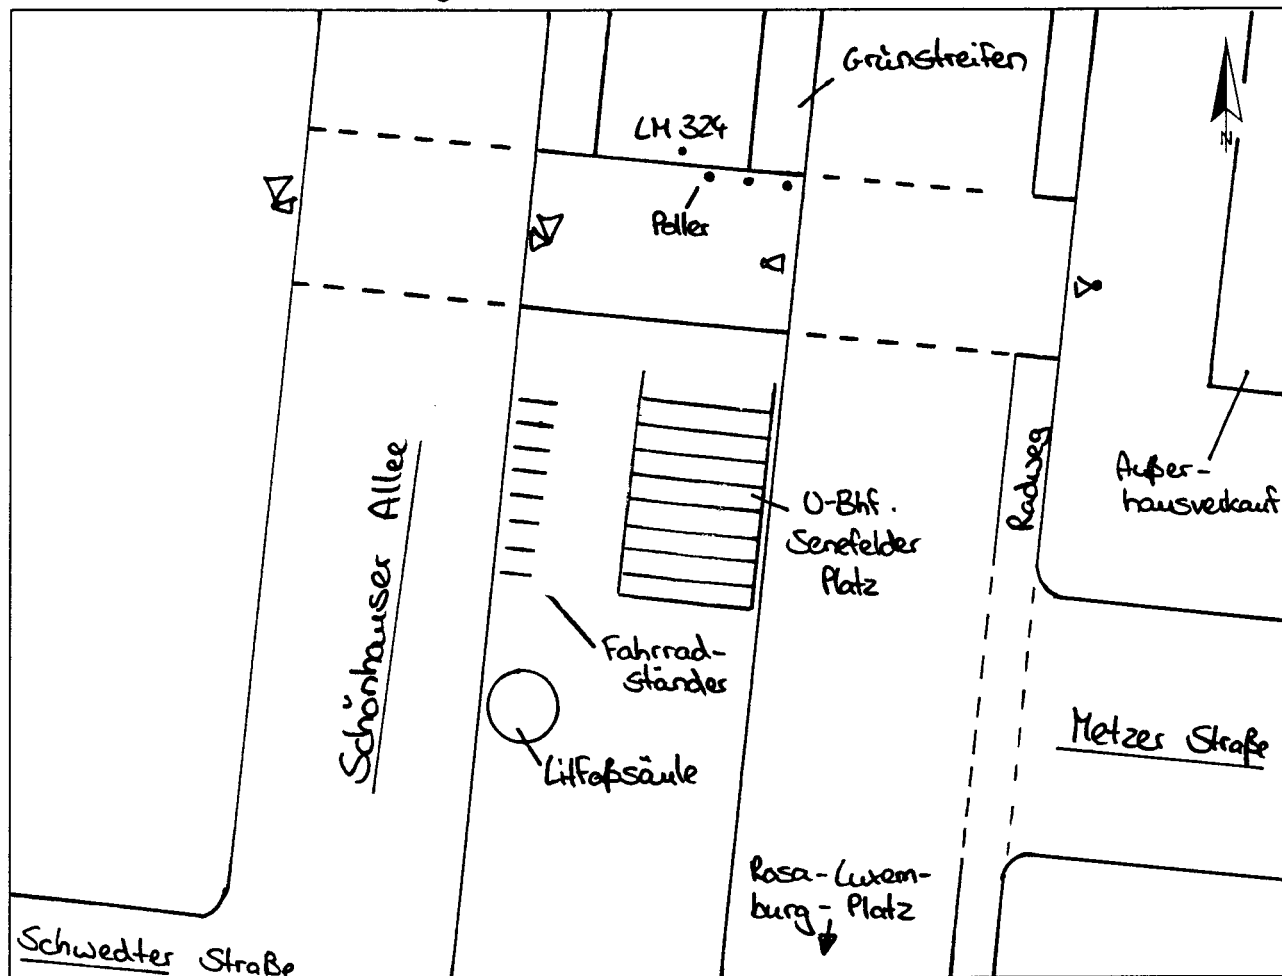 Grünstreifen
LM 324
N
Poller
Schönhauser Allee
Radweg
Außer-
hausverkauf
U-Bhf.
Senefelder
Platz
Fahrrad-
ständer
Litfaßsäule
Metzer Straße
Rosa-Luxem-
burg-Platz
Schwedter Straße